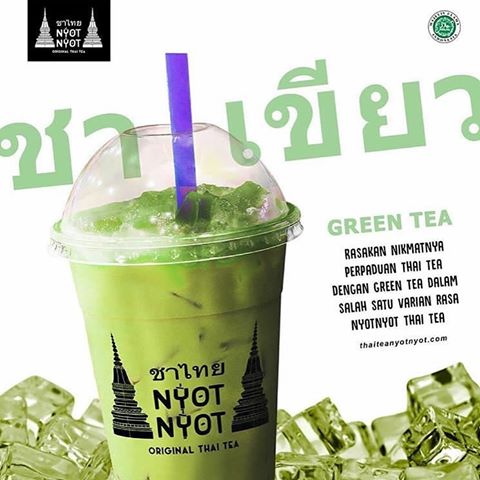 ชาไทย
NYOT
NYOT
ORIGINAL THAI TEA
ชาเขียว
GREEN TEA
RASAKAN NIKMATNYA
PERPADUAN THAI TEA
DENGAN GREEN TEA DALAM
SALAH SATU VARIAN RASA
NYOTNYOT THAI TEA
thaiteanyotnyot.com
ชาไทย
NYOT
NYOT
ORIGINAL THAI TEA